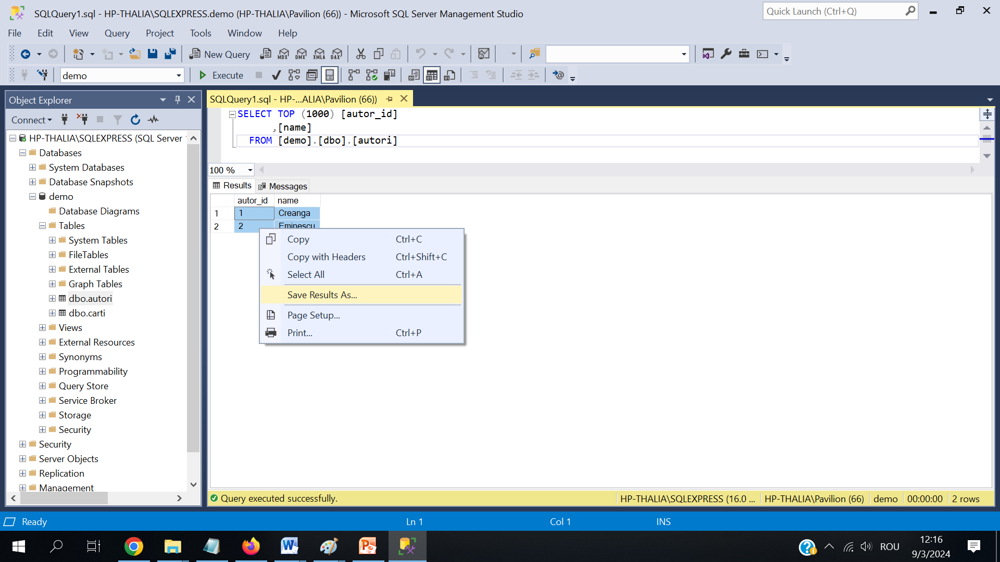 SQLQuery1.sql - HP-THALIA\SQLEXPRESS.demo (HP-THALIA\Pavilion (66)) - Microsoft SQL Server Management Studio
Quick Launch (Ctrl+Q)
File Edit View Query Project Tools Window Help
New Query MDX DMX XMLA DAX
demo Execute
Object Explorer
Connect
HP-THALIA\SQLEXPRESS (SQL Server
Databases
System Databases
Database Snapshots
demo
Database Diagrams
Tables
System Tables
FileTables
External Tables
Graph Tables
dbo.autori
dbo.carti
Views
External Resources
Synonyms
Programmability
Query Store
Service Broker
Storage
Security
Security
Server Objects
Replication
Management
SQLQuery1.sql - HP-...ALIA\Pavilion (66))
SELECT TOP (1000) [autor_id]
,[name]
FROM [demo].[dbo].[autori]
100 %
Results Messages
autor_id name
1 1 Creanga
2 2 Eminescu
Copy Ctrl+C
Copy with Headers Ctrl+Shift+C
Select All Ctrl+A
Save Results As...
Page Setup...
Print... Ctrl+P
Query executed successfully. HP-THALIA\SQLEXPRESS (16.0 ... HP-THALIA\Pavilion (66) demo 00:00:00 2 rows
Ready Ln 1 Col 1 INS
ROU 12:16
9/3/2024